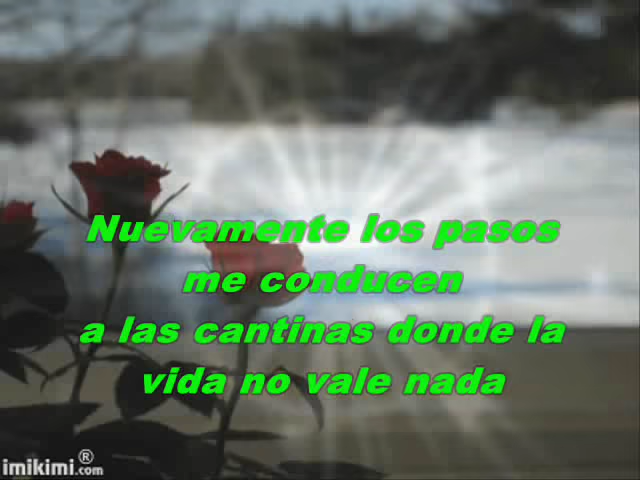 Nuevamente los pasos
me conducen
a las cantinas donde la
vida no vale nada
imikimi.com®